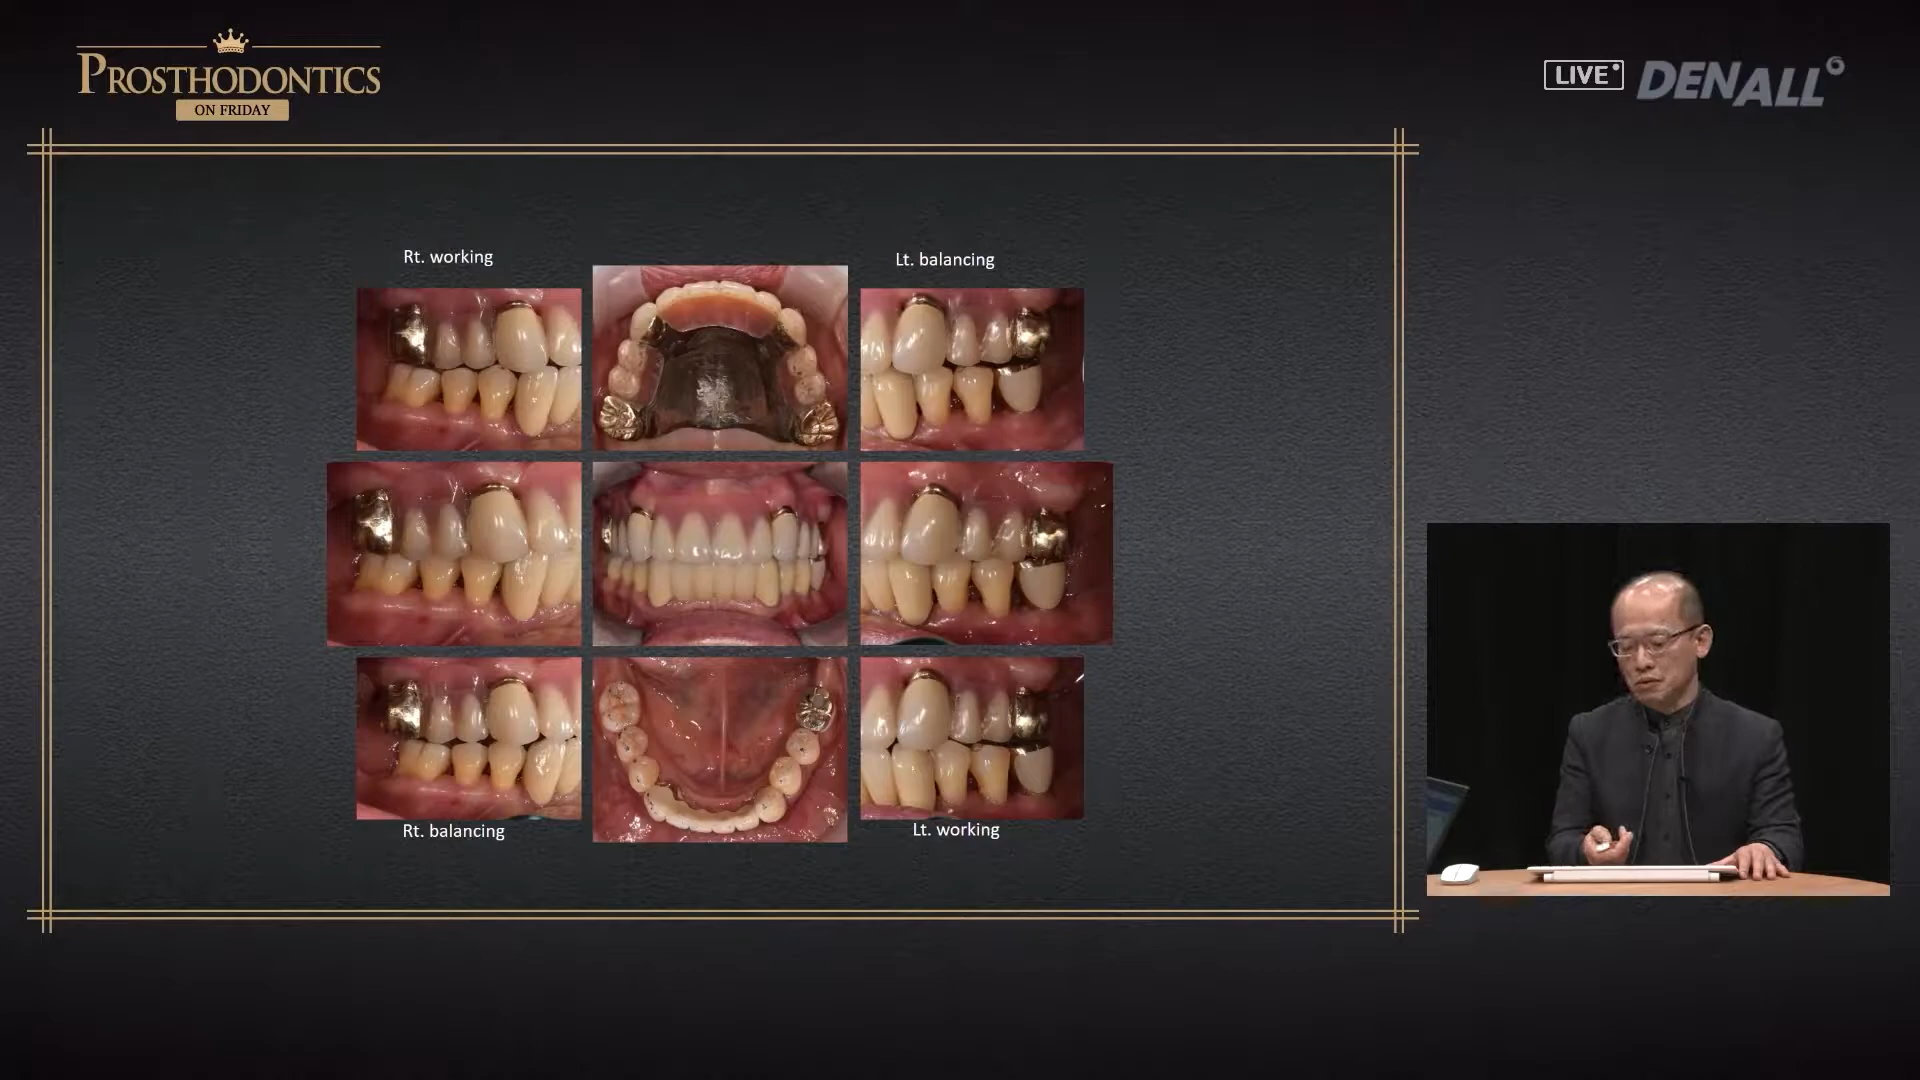 PROSTHODONTICS
ON FRIDAY
LIVE
DENALL
Rt. working
Lt. balancing
Rt. balancing
Lt. working